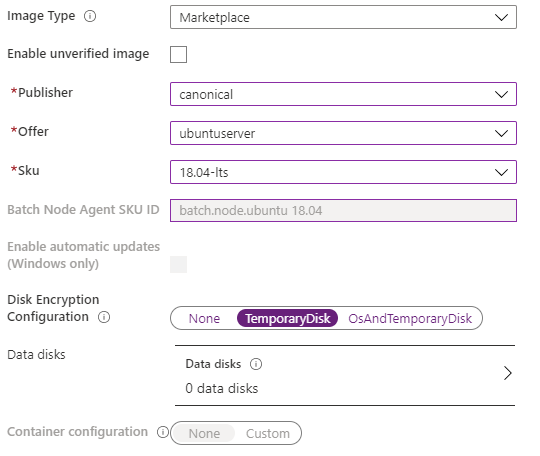 Image Type
Marketplace
Enable unverified image
*Publisher
canonical
*Offer
ubuntuserver
*Sku
18.04-lts
Batch Node Agent SKU ID
batch.node.ubuntu 18.04
Enable automatic updates
(Windows only)
Disk Encryption
Configuration
None TemporaryDisk OsAndTemporaryDisk
Data disks
Data disks
0 data disks
Container configuration
None Custom